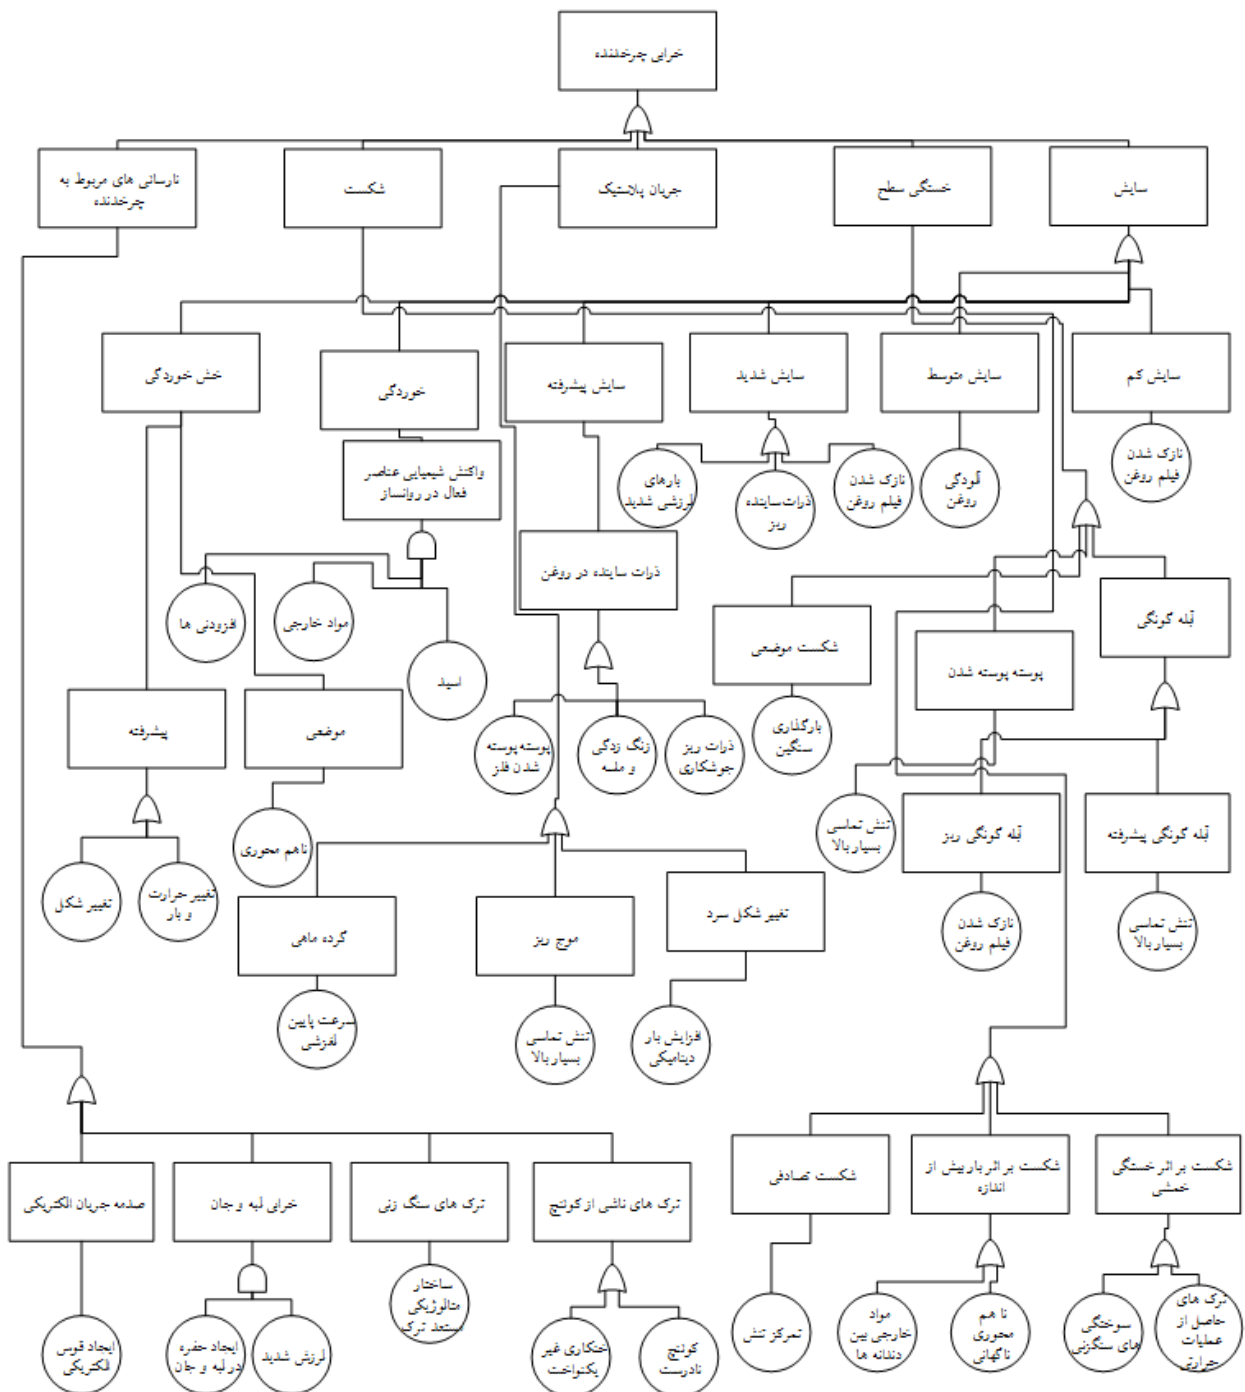 خرابی چرخدنده
نارسائی های مربوط به
چرخدنده
شکست
جریان پلاستیک
خستگی سطح
سایش
خش خوردگی
خوردگی
سایش پیشرفته
سایش شدید
سایش متوسط
سایش کم
واکنش شیمیایی عناصر
فعال در روانساز
بارهای
لرزشی شدید
ذرات ساینده
ریز
نازک شدن
فیلم روغن
آلودگی
روغن
نازک شدن
فیلم روغن
ذرات ساینده در روغن
افزودنی ها
مواد خارجی
اسید
شکست موضعی
پوسته پوسته شدن
آبله گونگی
پیشرفته
موضعی
پوسته پوسته
شدن فلز
زنگ زدگی
و ملسه
ذرات ریز
جوشکاری
بارگذاری
سنگین
تنش تماسی
بسیار بالا
آبله گونگی ریز
آبله گونگی پیشرفته
ناهم محوری
تغییر شکل
تغییر حرارت
و بار
گرده ماهی
موج ریز
تغییر شکل سرد
نازک شدن
فیلم روغن
تنش تماسی
بسیار بالا
سرعت پایین
لغزشی
تنش تماسی
بسیار بالا
افزایش بار
دینامیکی
صدمه جریان الکتریکی
خرابی لبه و جان
ترک های سنگ زنی
ترک های ناشی از کوئنچ
شکست تصادفی
شکست بر اثر بار بیش از
اندازه
شکست بر اثر خستگی
خمشی
ایجاد قوس
الکتریکی
ایجاد حفره
در لبه و جان
لرزش شدید
ساختار
متالوژیکی
مستعد ترک
خنکاری غیر
یکنواخت
کوئنچ
نادرست
تمرکز تنش
مواد
خارجی بین
دندانه ها
نا هم
محوری
ناگهانی
سوختگی
های سنگزنی
ترک های
حاصل از
عملیات
حرارتی